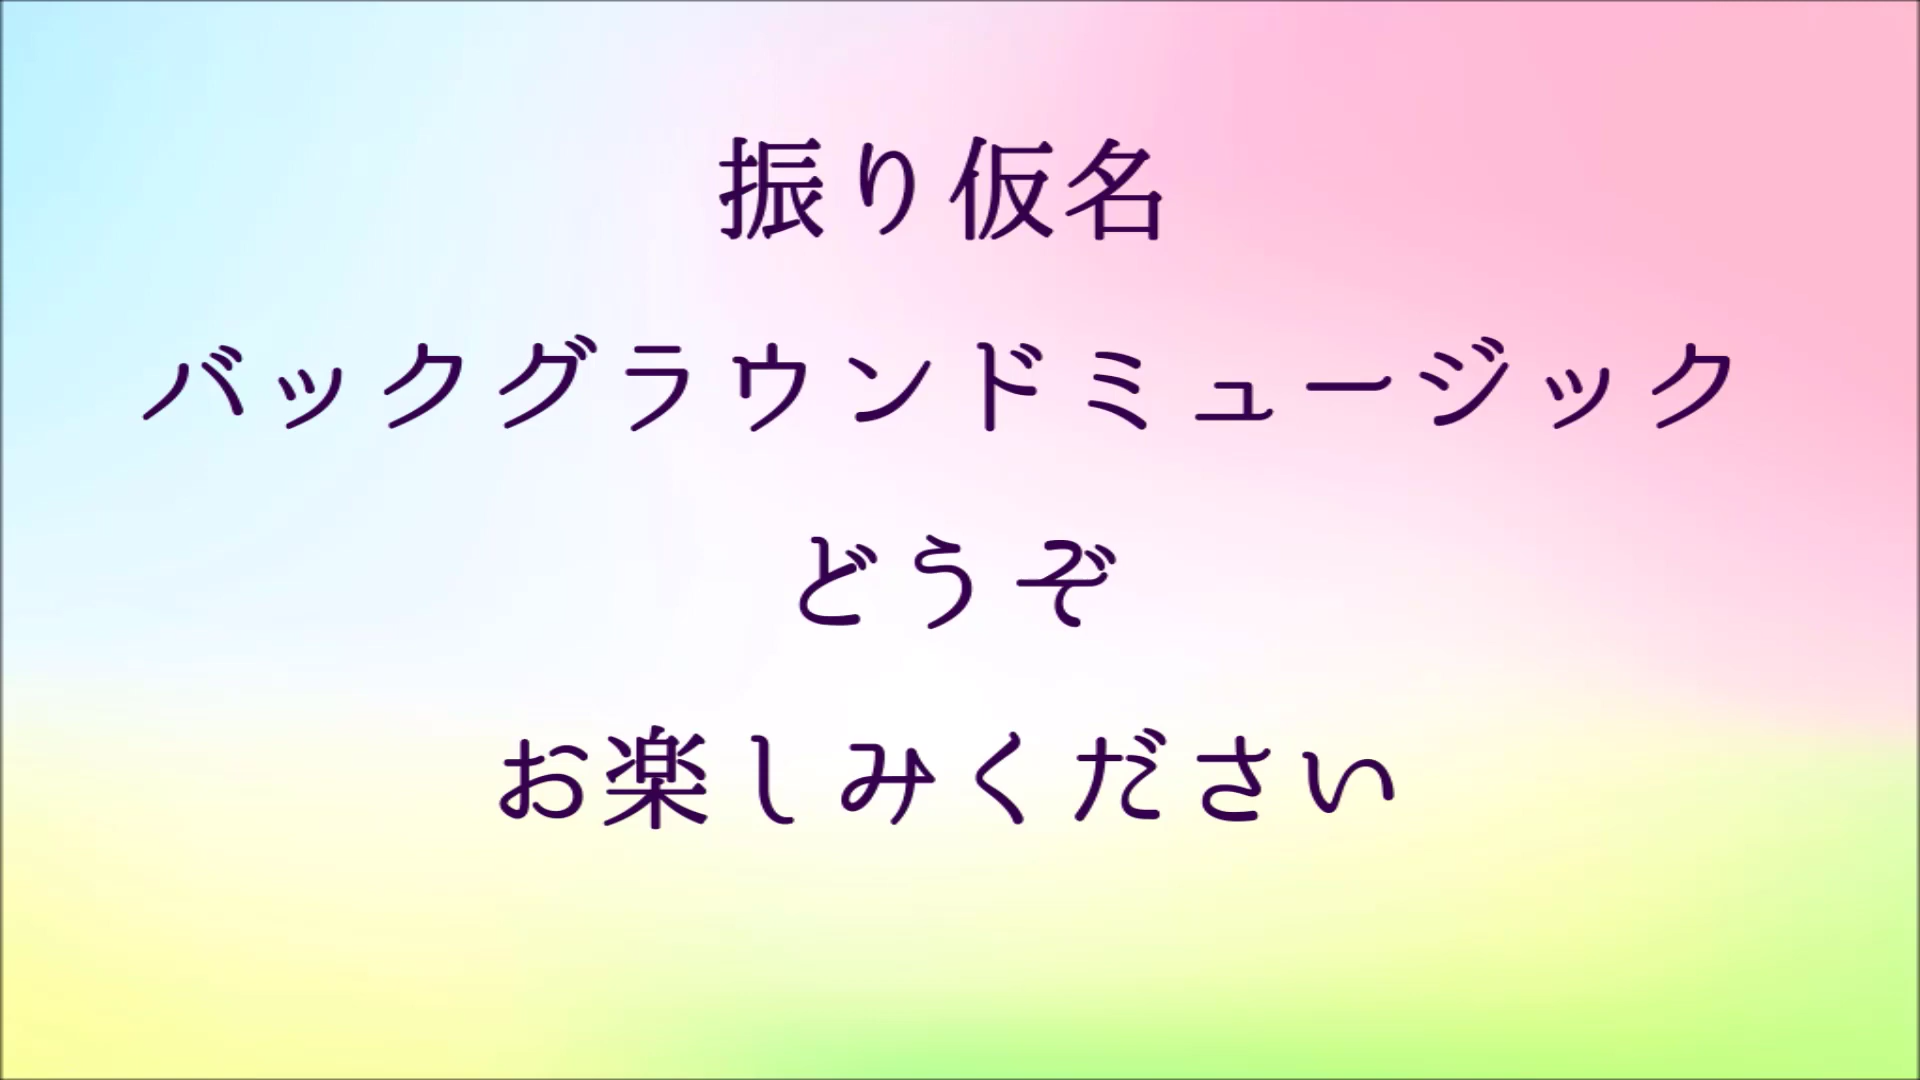 振り仮名
バックグラウンドミュージック
どうぞ
お楽しみください